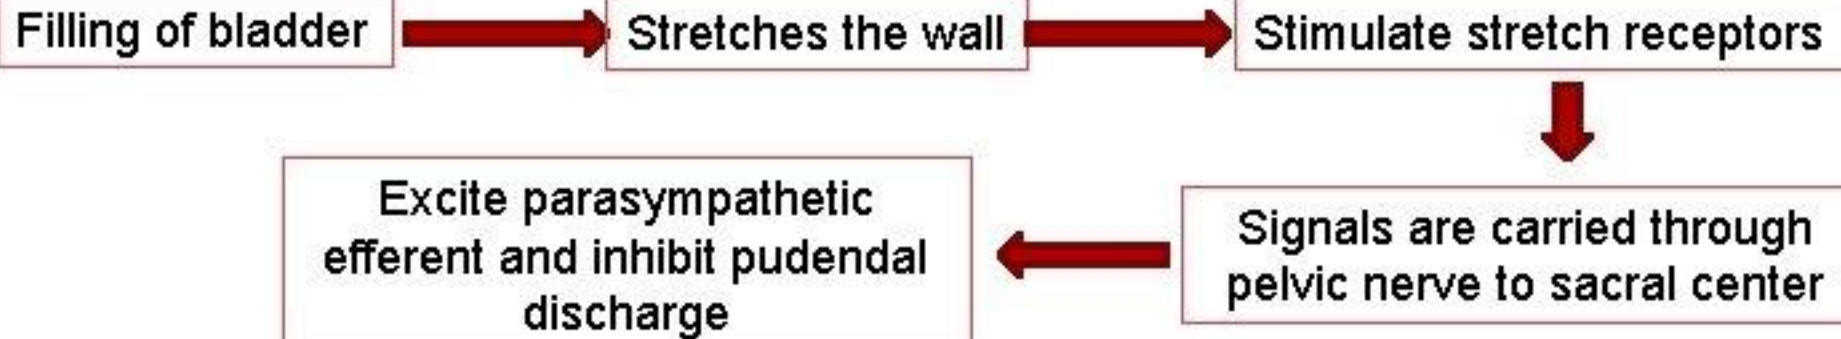 Filling of bladder
Stretches the wall
Stimulate stretch receptors
Signals are carried through
pelvic nerve to sacral center
Excite parasympathetic
efferent and inhibit pudendal
discharge